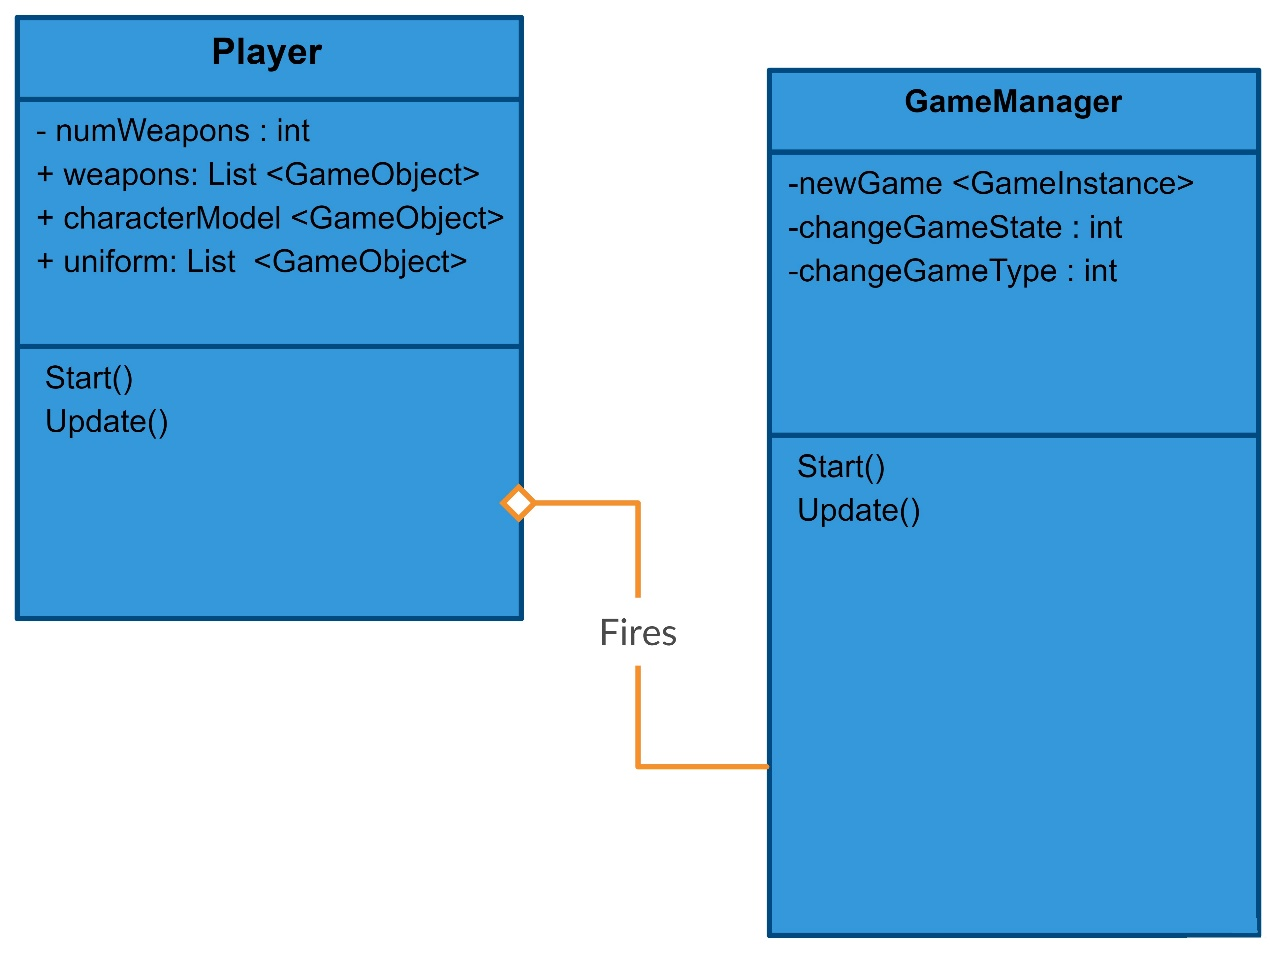 Player
- numWeapons : int
+ weapons: List <GameObject>
+ characterModel <GameObject>
+ uniform: List  <GameObject>
Start()
Update()
Fires
GameManager
-newGame <GameInstance>
-changeGameState : int
-changeGameType : int
Start()
Update()